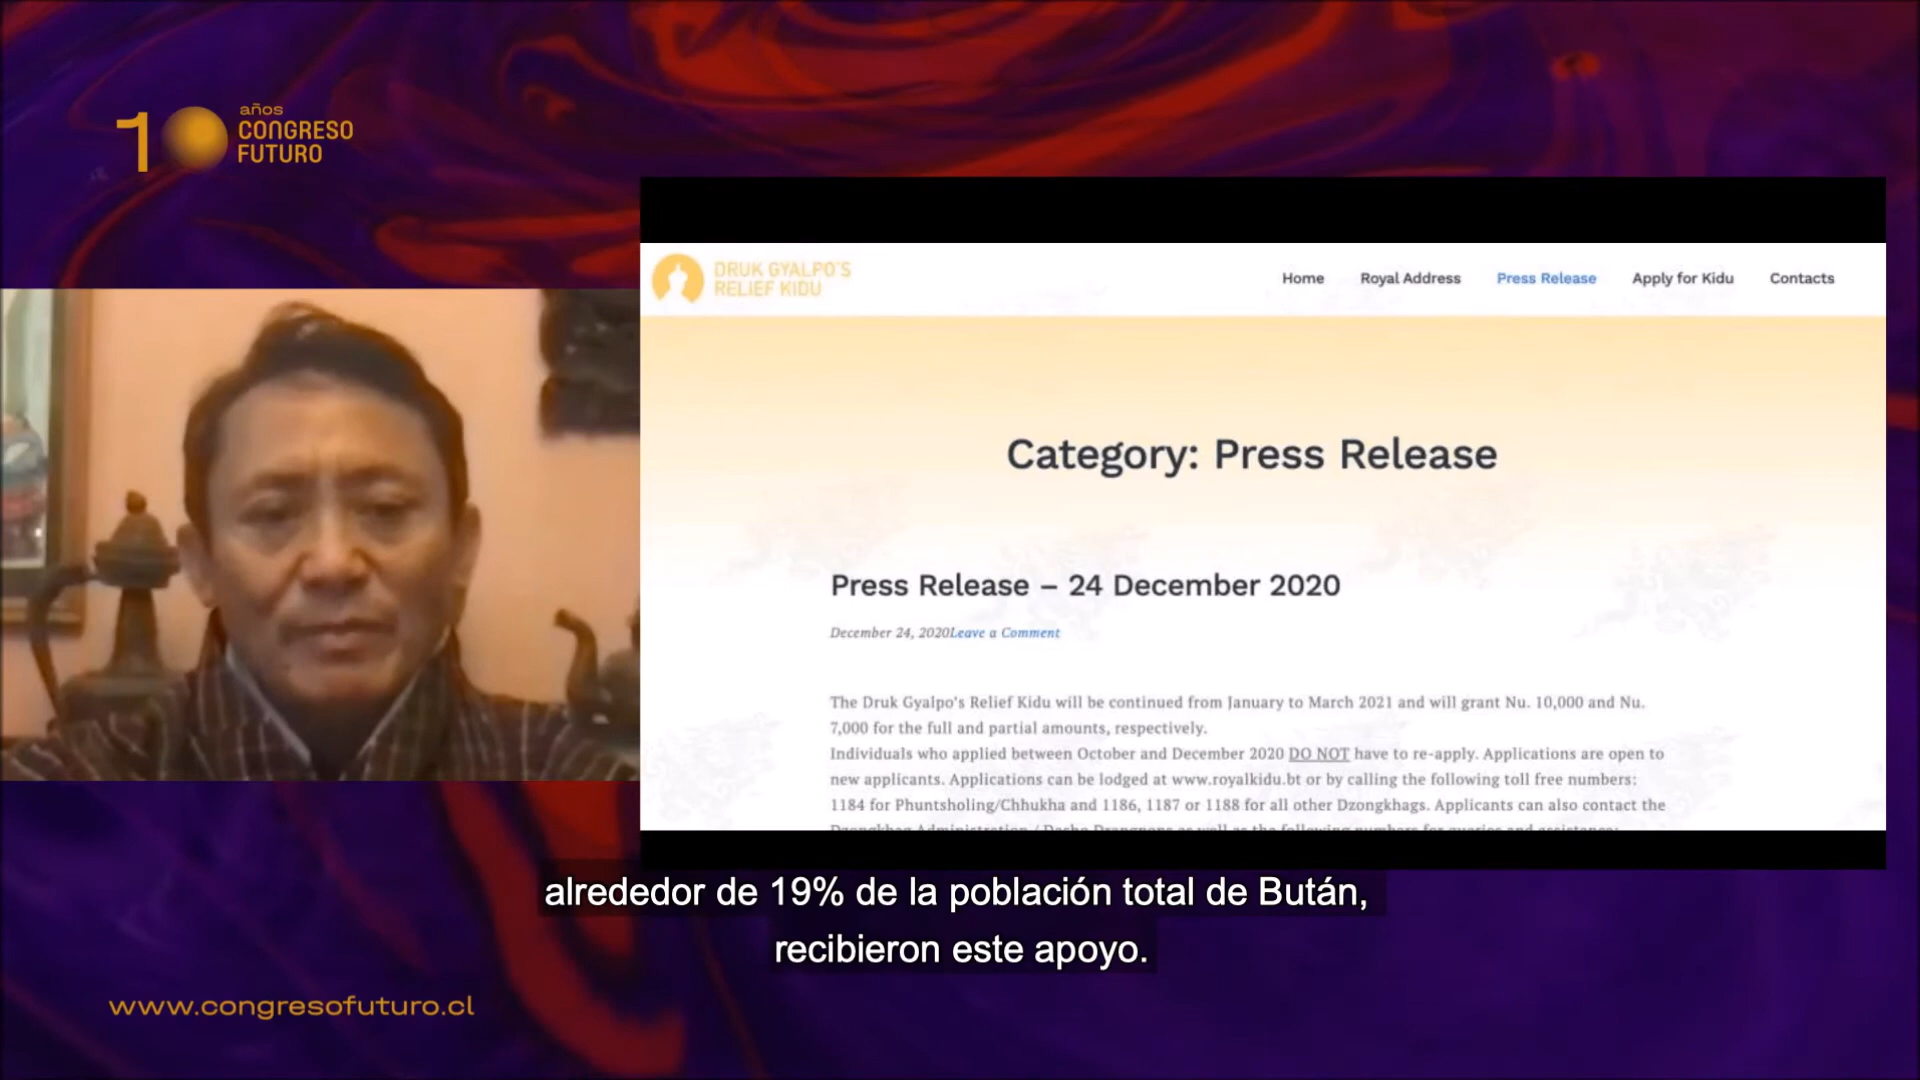 10 años
CONGRESO
FUTURO
DRUK GYALPO'S
RELIEF KIDU
Home Royal Address Press Release Apply for Kidu Contacts
Category: Press Release
Press Release – 24 December 2020
December 24, 2020Leave a Comment
The Druk Gyalpo's Relief Kidu will be continued from January to March 2021 and will grant Nu. 10,000 and Nu.
7,000 for the full and partial amounts, respectively.
Individuals who applied between October and December 2020 DO NOT have to re-apply. Applications are open to
new applicants. Applications can be lodged at www.royalkidu.bt or by calling the following toll free numbers:
1184 for Phuntsholing/Chhukha and 1186, 1187 or 1188 for all other Dzongkhags. Applicants can also contact the
alrededor de 19% de la población total de Bután,
recibieron este apoyo.
www.congresofuturo.cl